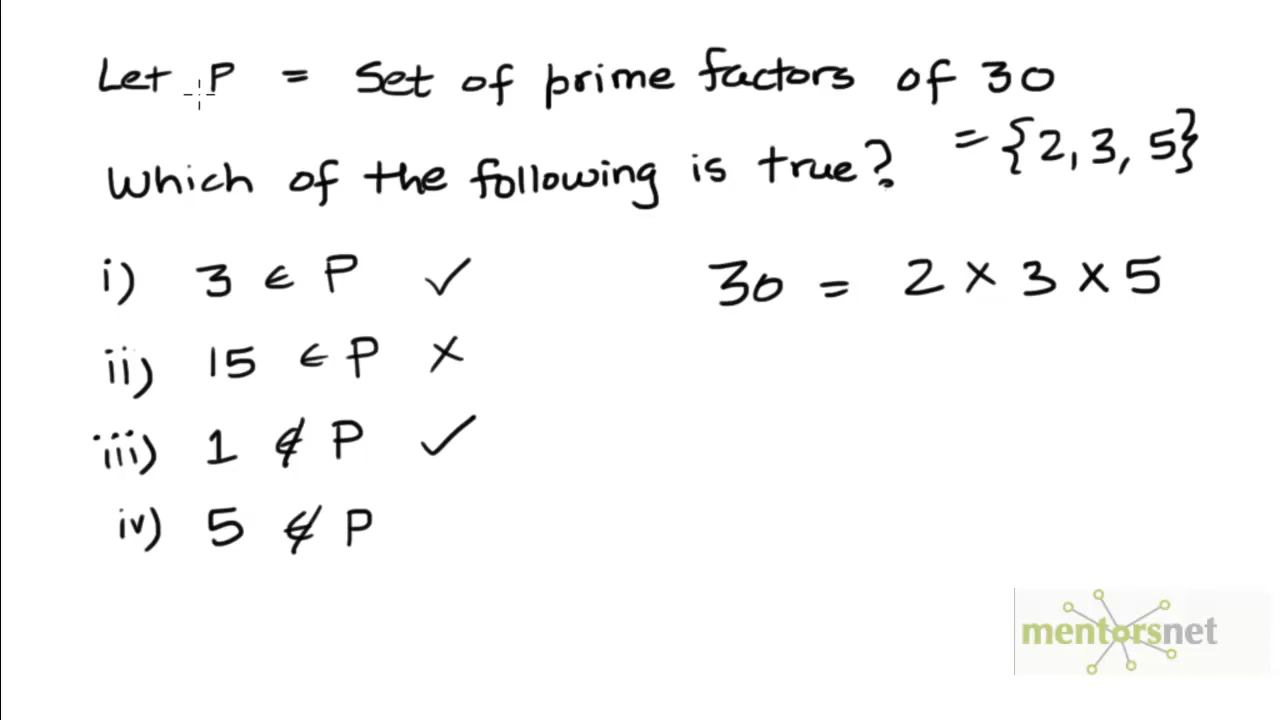 Let P = Set of prime factors of 30
= {2, 3, 5}
Which of the following is true?
i) 3 ∈ P ✓
30 = 2 × 3 × 5
ii) 15 ∈ P ×
iii) 1 ∉ P ✓
iv) 5 ∉ P
mentorsnet